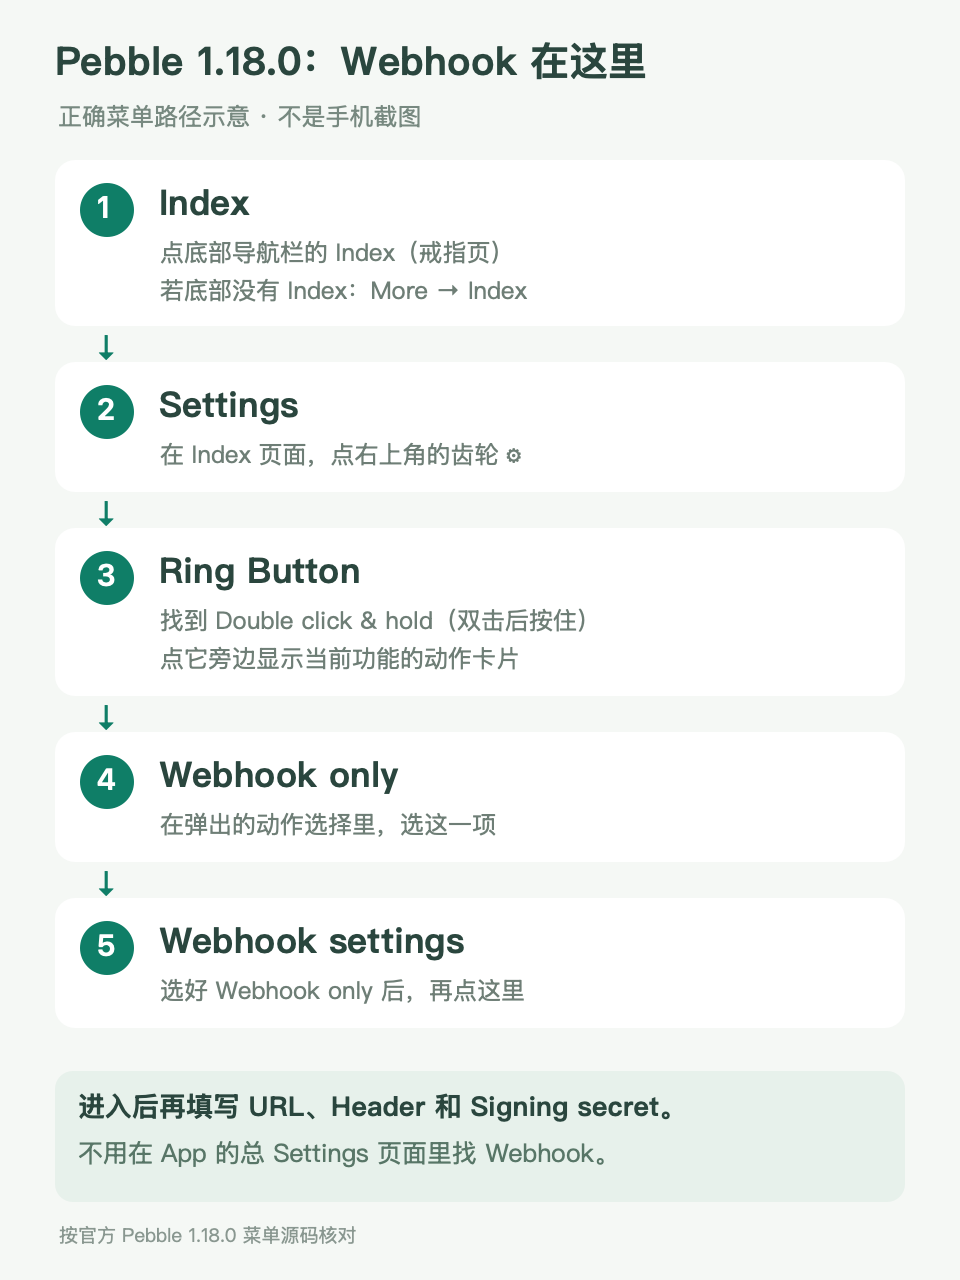 Pebble 1.18.0：Webhook 在这里
正确菜单路径示意 · 不是手机截图
1
Index
点底部导航栏的 Index（戒指页）
若底部没有 Index：More → Index
↓
2
Settings
在 Index 页面，点右上角的齿轮 ⚙
↓
3
Ring Button
找到 Double click & hold（双击后按住）
点它旁边显示当前功能的动作卡片
↓
4
Webhook only
在弹出的动作选择里，选这一项
↓
5
Webhook settings
选好 Webhook only 后，再点这里
进入后再填写 URL、Header 和 Signing secret。
不用在 App 的总 Settings 页面里找 Webhook。
按官方 Pebble 1.18.0 菜单源码核对